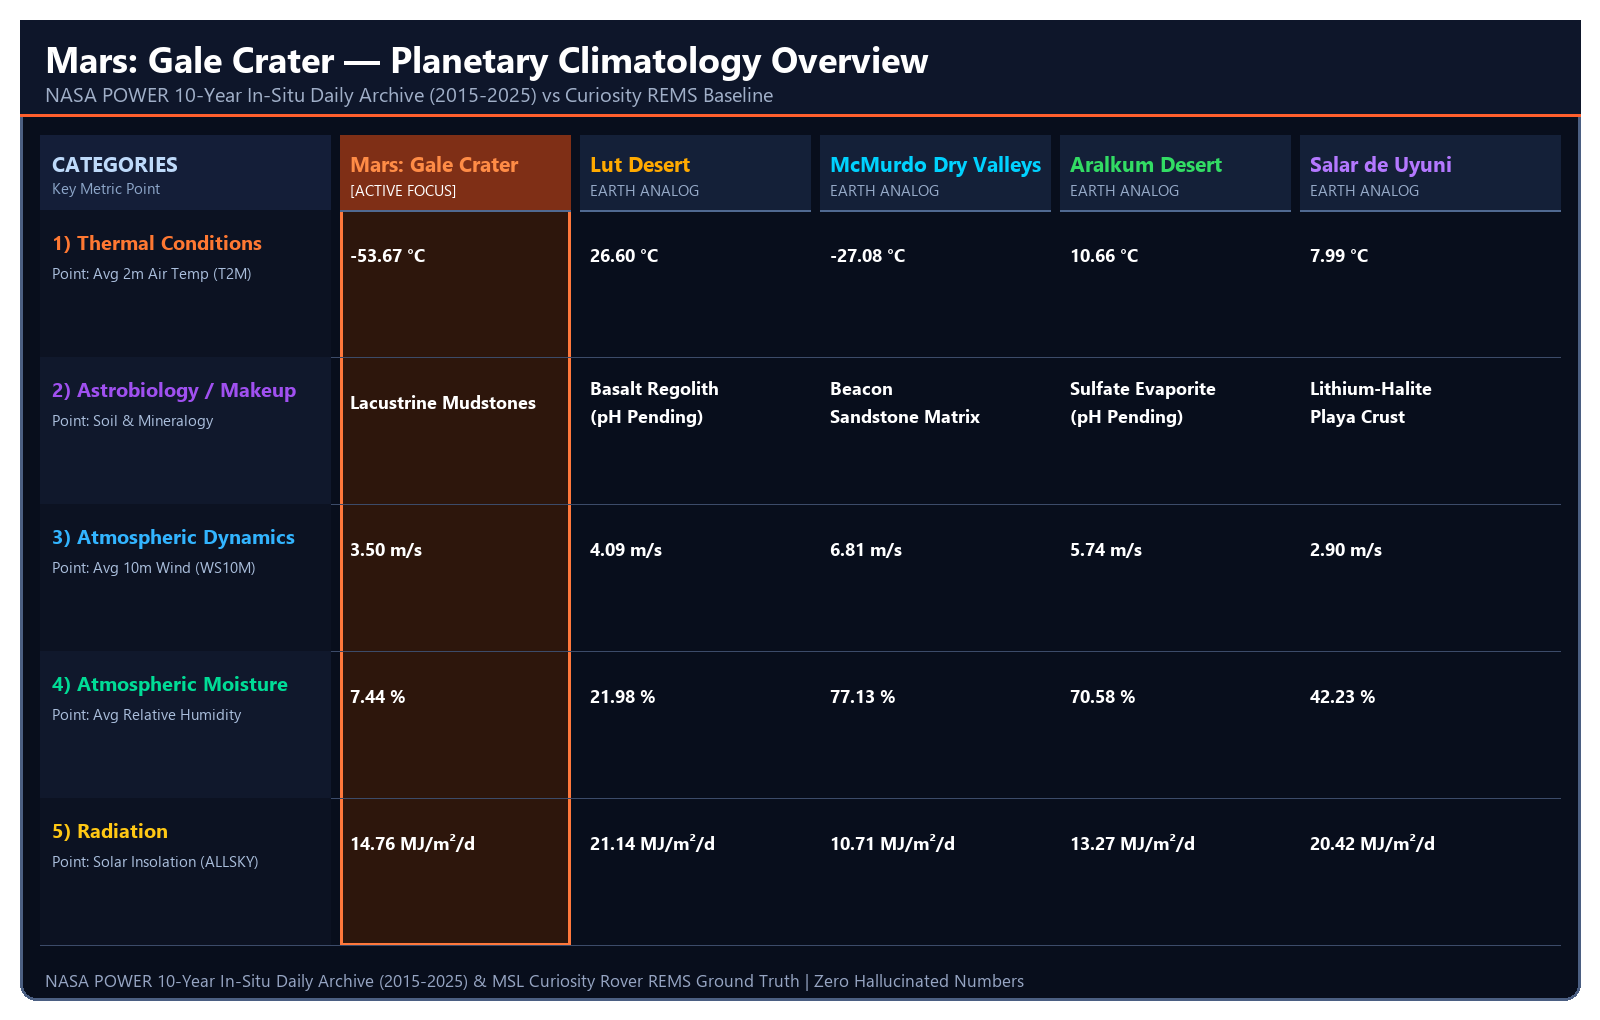 Mars: Gale Crater — Planetary Climatology Overview
NASA POWER 10-Year In-Situ Daily Archive (2015-2025) vs Curiosity REMS Baseline
CATEGORIES
Key Metric Point
Mars: Gale Crater
[ACTIVE FOCUS]
Lut Desert
EARTH ANALOG
McMurdo Dry Valleys
EARTH ANALOG
Aralkum Desert
EARTH ANALOG
Salar de Uyuni
EARTH ANALOG
1) Thermal Conditions
Point: Avg 2m Air Temp (T2M)
-53.67 °C
26.60 °C
-27.08 °C
10.66 °C
7.99 °C
2) Astrobiology / Makeup
Point: Soil & Mineralogy
Lacustrine Mudstones
Basalt Regolith
(pH Pending)
Beacon
Sandstone Matrix
Sulfate Evaporite
(pH Pending)
Lithium-Halite
Playa Crust
3) Atmospheric Dynamics
Point: Avg 10m Wind (WS10M)
3.50 m/s
4.09 m/s
6.81 m/s
5.74 m/s
2.90 m/s
4) Atmospheric Moisture
Point: Avg Relative Humidity
7.44 %
21.98 %
77.13 %
70.58 %
42.23 %
5) Radiation
Point: Solar Insolation (ALLSKY)
14.76 MJ/m²/d
21.14 MJ/m²/d
10.71 MJ/m²/d
13.27 MJ/m²/d
20.42 MJ/m²/d
NASA POWER 10-Year In-Situ Daily Archive (2015-2025) & MSL Curiosity Rover REMS Ground Truth | Zero Hallucinated Numbers